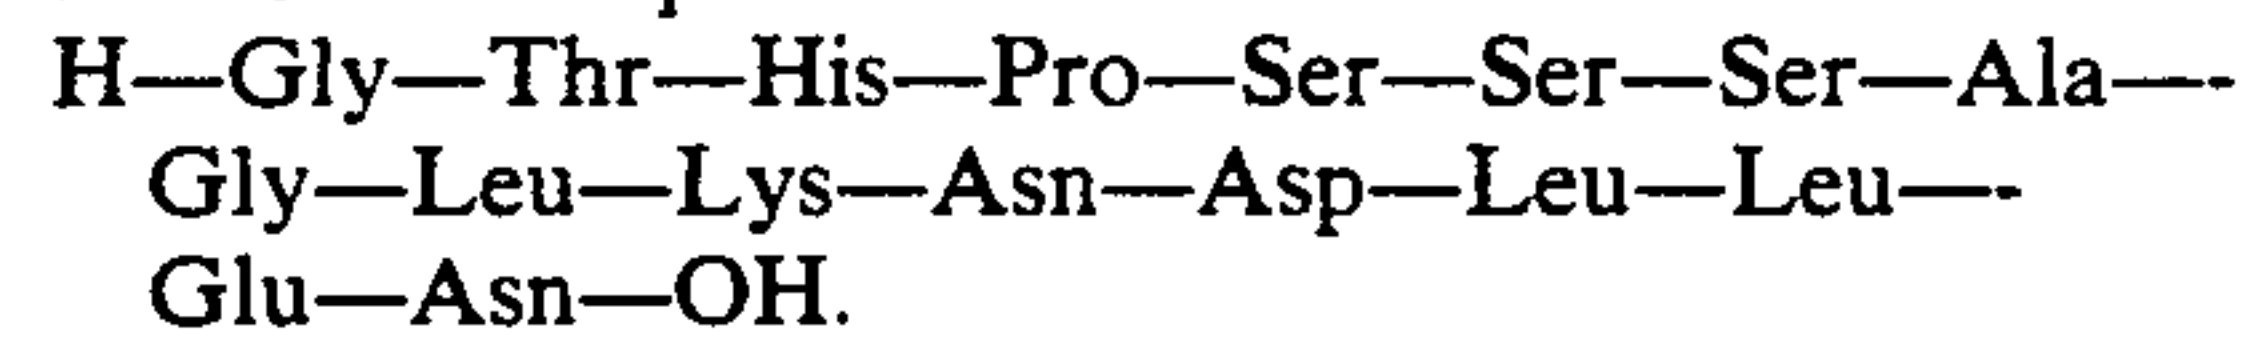 H—Gly—Thr—His—Pro—Ser—Ser—Ser—Ala—-
Gly—Leu—Lys—Asn—Asp—Leu—Leu—-
Glu—Asn—OH.